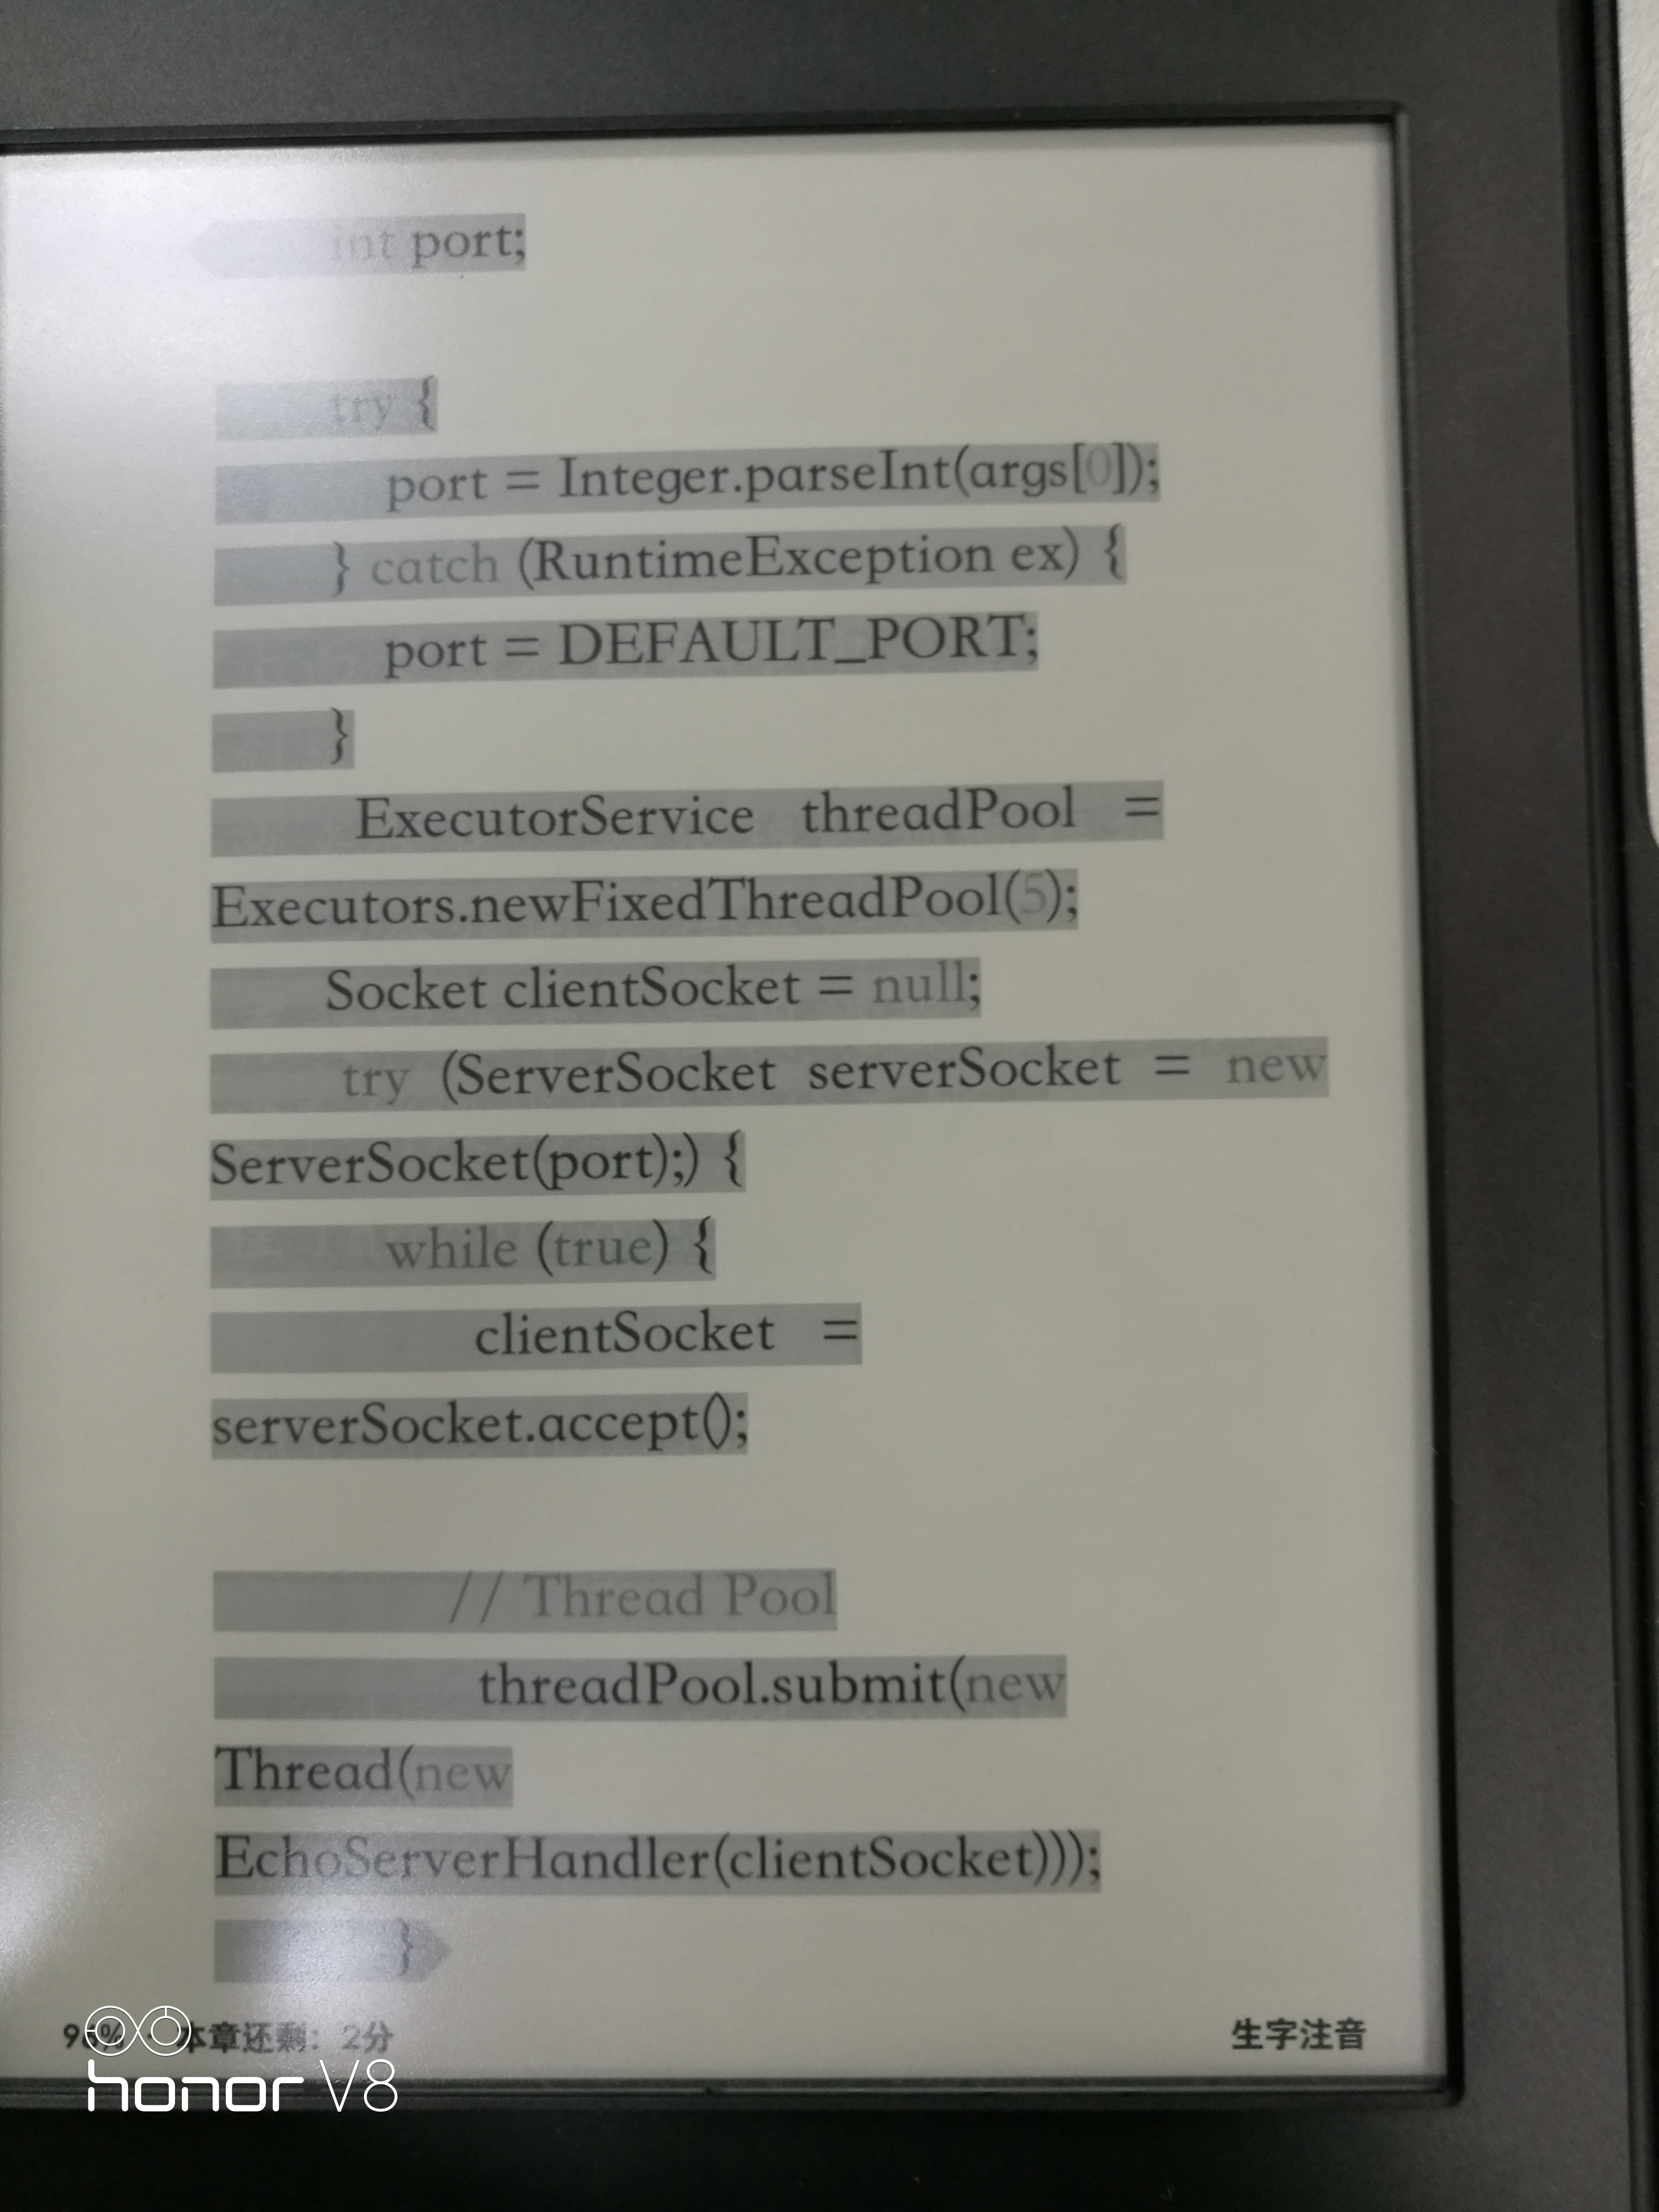 int port;
try {
port = Integer.parseInt(args[0]);
} catch (RuntimeException ex) {
port = DEFAULT_PORT;
}
ExecutorService threadPool =
Executors.newFixedThreadPool(5);
Socket clientSocket = null;
try (ServerSocket serverSocket = new
ServerSocket(port);) {
while (true) {
clientSocket =
serverSocket.accept();
// Thread Pool
threadPool.submit(new
Thread(new
EchoServerHandler(clientSocket)));
}
本章还剩：2分 生字注音
honor V8